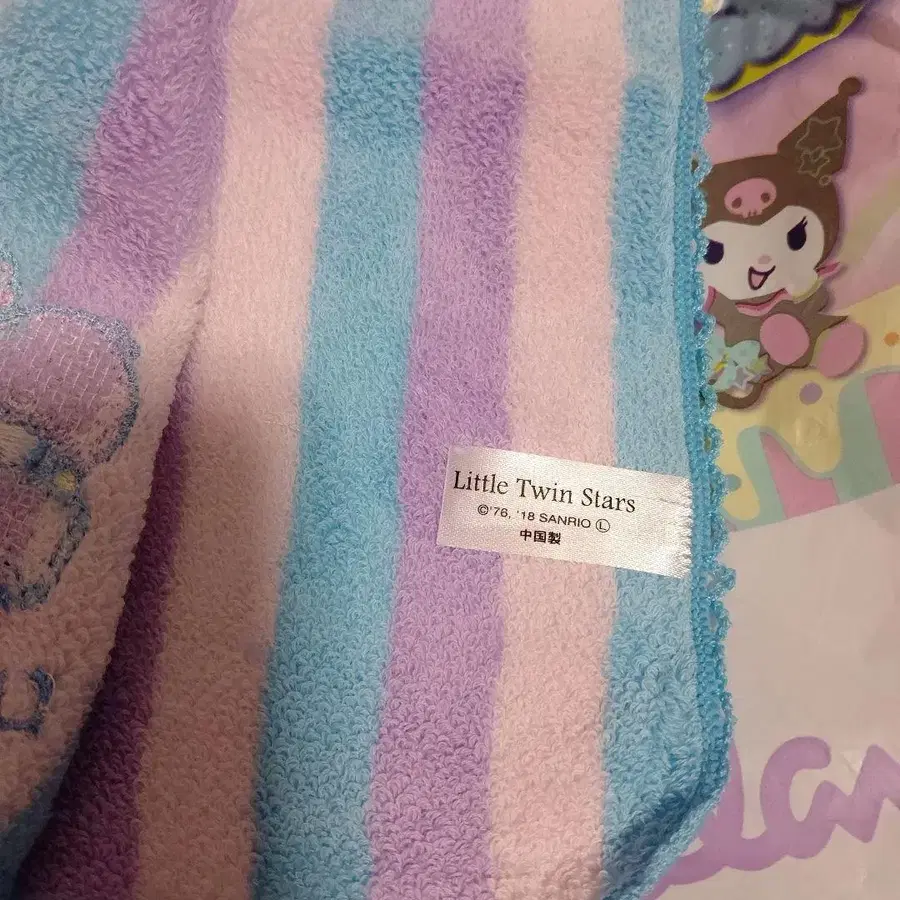 Little Twin Stars
©'76, '18 SANRIO Ⓛ
中国製